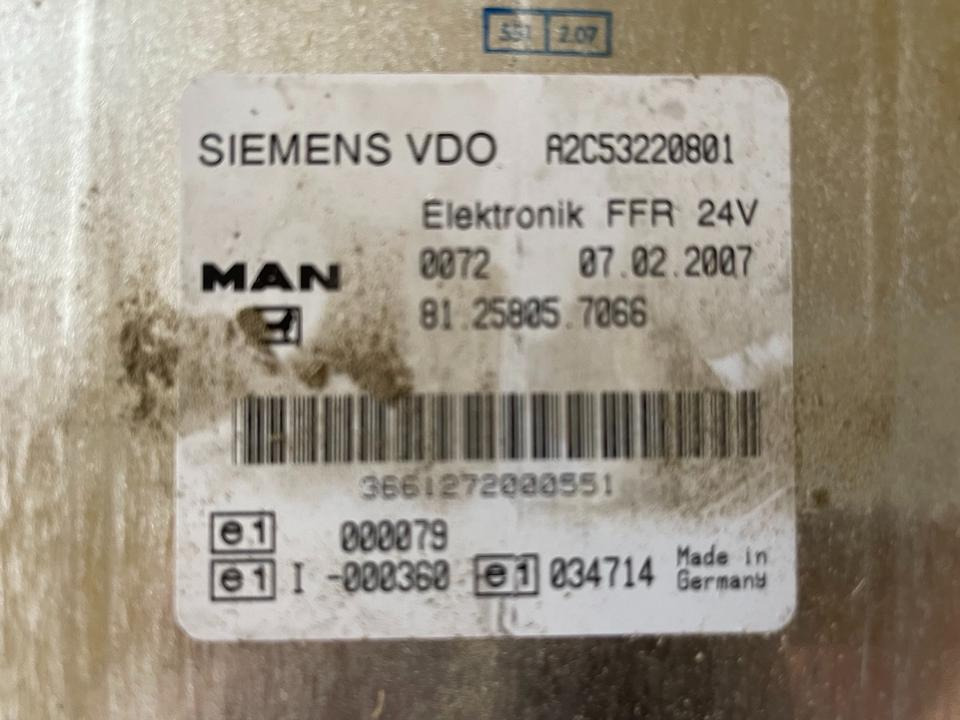 2.07
SIEMENS VDO A2C53220801
Elektronik FFR 24V
MAN 0072 07.02.2007
81.25805.7066
3661272000551
e1 000079
e1 I -000360 e1 034714 Made in
Germany